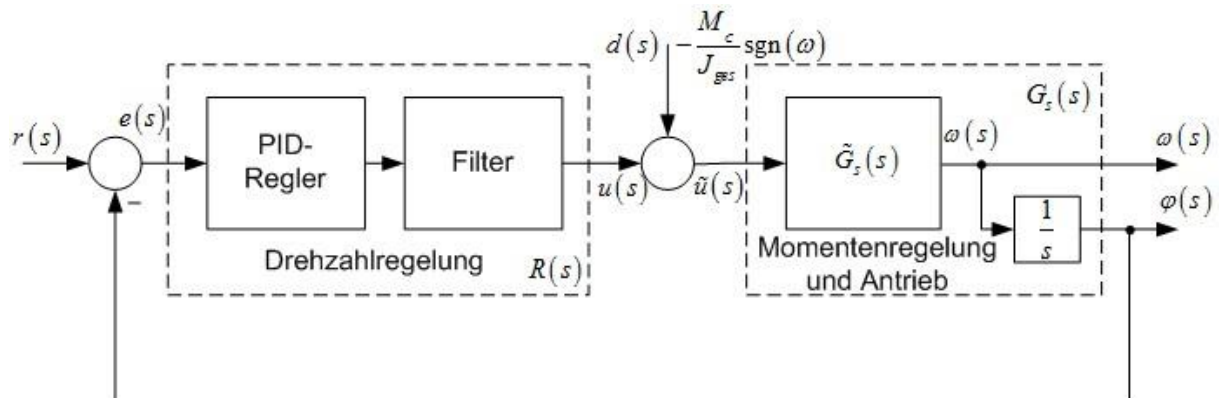 r(s)
e(s)
−
PID-
Regler
Filter
Drehzahlregelung
R(s)
u(s)
d(s)
−M_c/J_ges sgn(ω)
ũ(s)
G̃_s(s)
Momentenregelung
und Antrieb
G_s(s)
ω(s)
1/s
ω(s)
φ(s)